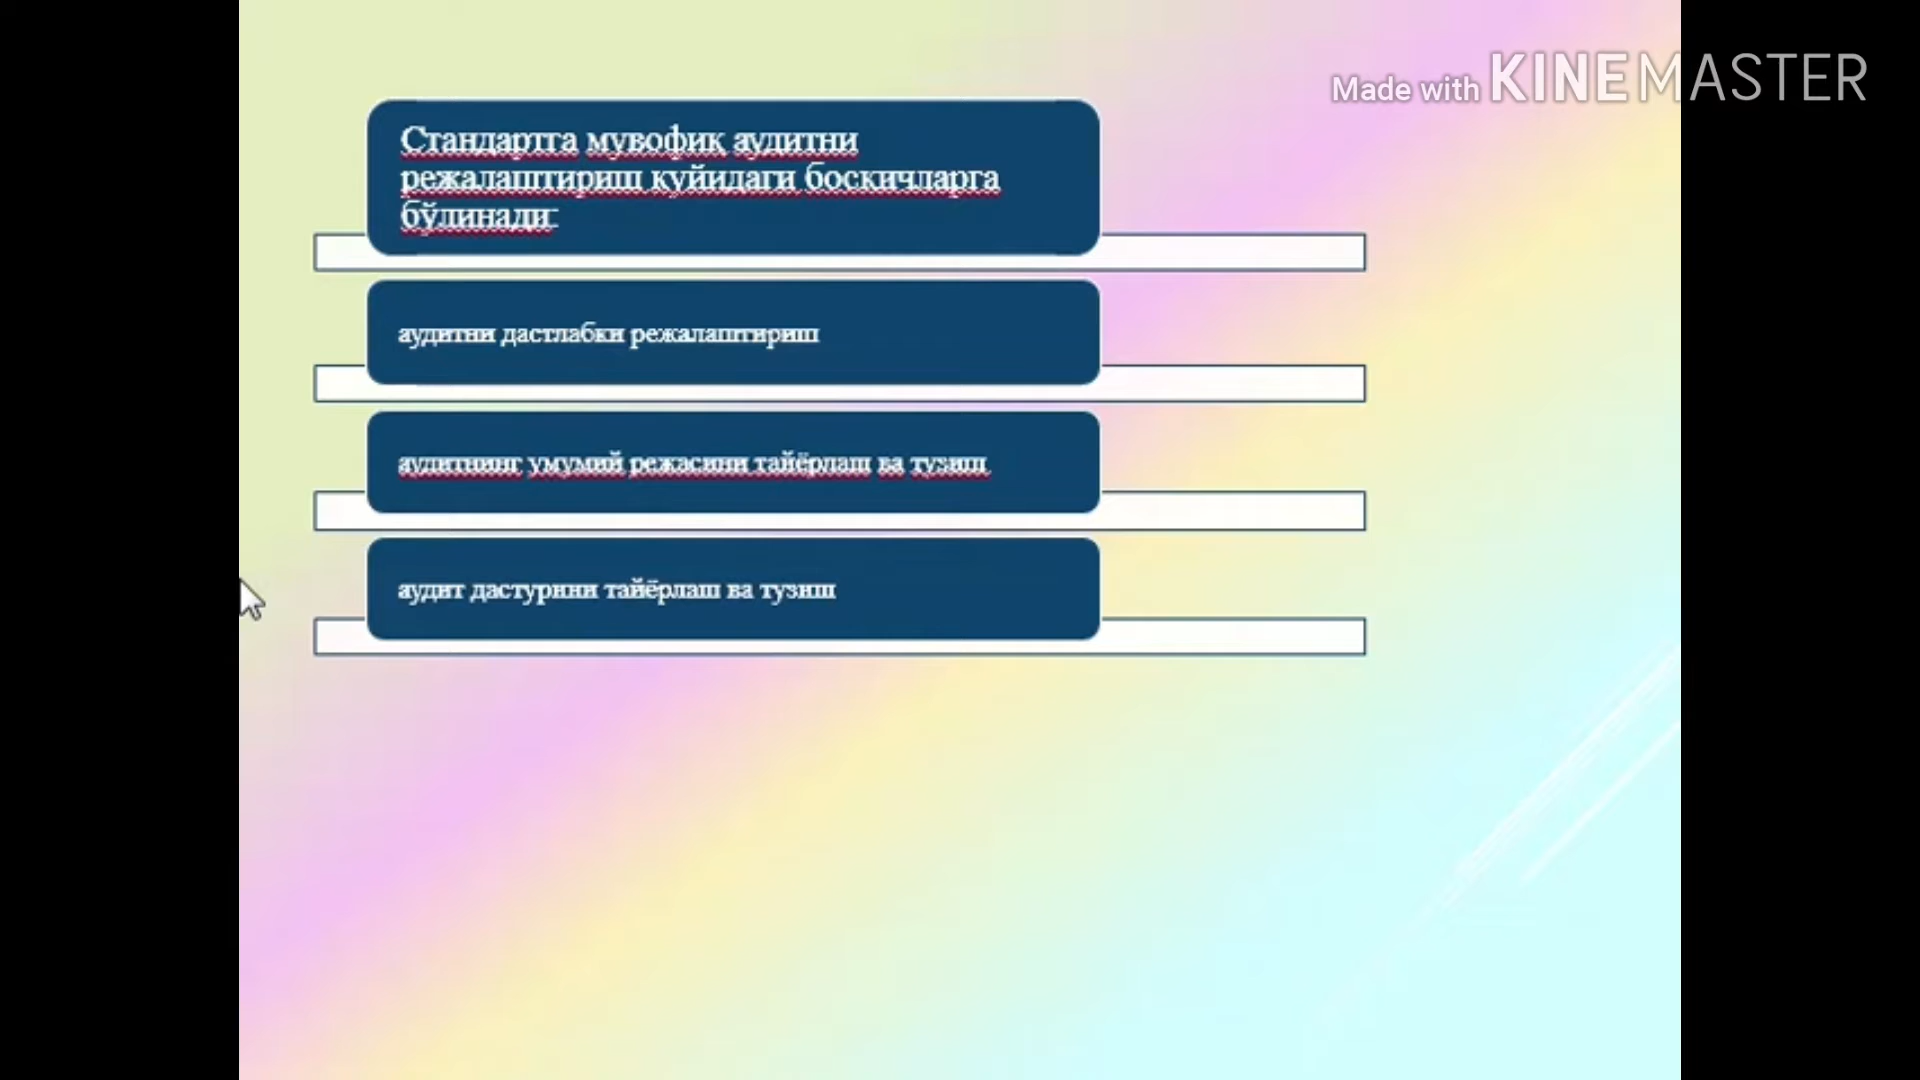 Made with KINEMASTER
Стандартга мувофиқ аудитни
режалаштириш қуйидаги босқичларга
бўлинади:
аудитни дастлабки режалаштириш
аудитнинг умумий режасини тайёрлаш ва тузиш
аудит дастурини тайёрлаш ва тузиш